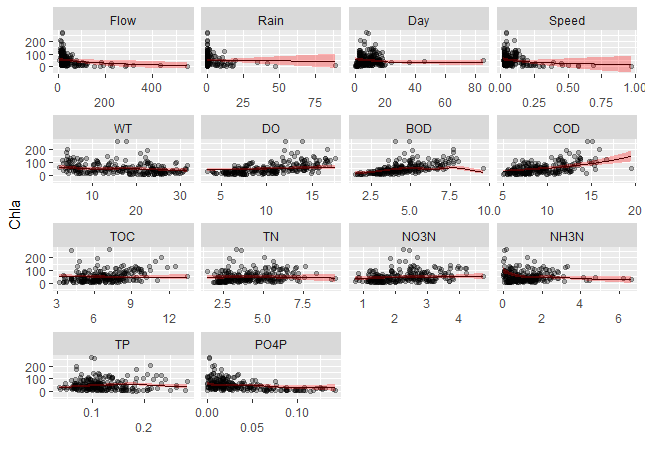 Flow Rain Day Speed
200
100
0
0 200 400 0 25 50 75 0 20 40 60 80 0.00 0.25 0.50 0.75 1.00
WT DO BOD COD
200
100
0
10 30 5 15 2.5 7.5 5 15
20 10 5.0 10.0 10 20
Chla
TOC TN NO3N NH3N
200
100
0
3 9 2.5 7.5 1 3 0 4
6 12 5.0 2 4 2 6
TP PO4P
200
100
0
0.1 0.00 0.10
0.2 0.05